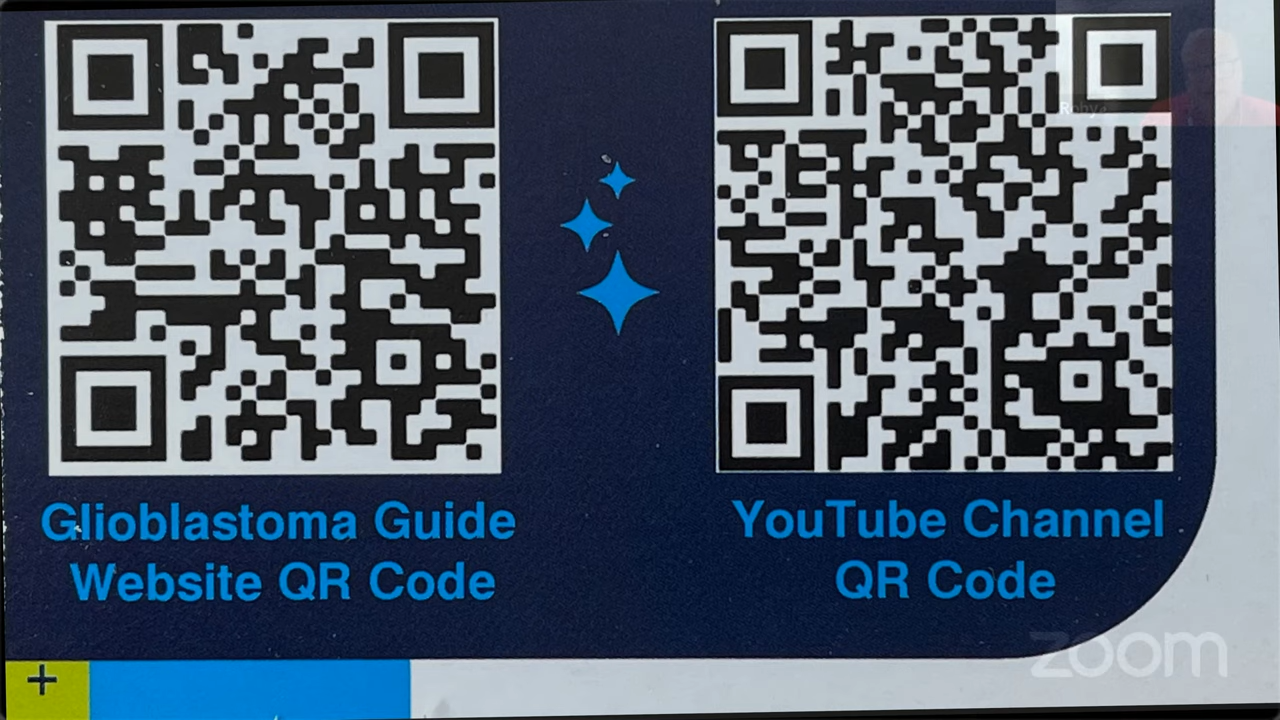 Glioblastoma Guide
Website QR Code
YouTube Channel
QR Code
+
zoom